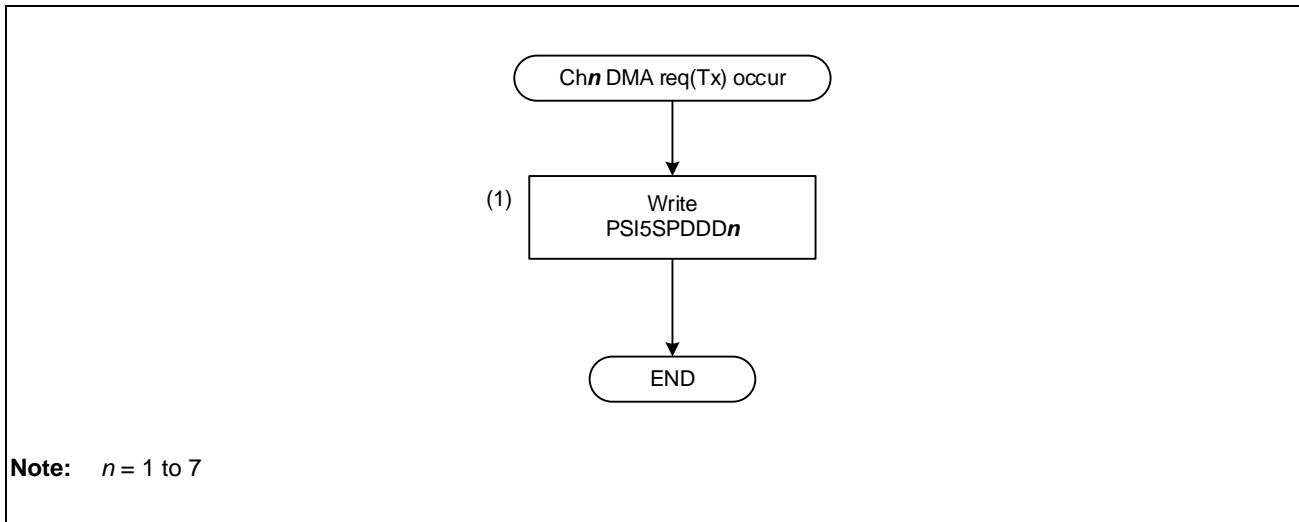 Chn DMA req(Tx) occur
(1)
Write
PSI5SPDDDn
END
Note: n = 1 to 7